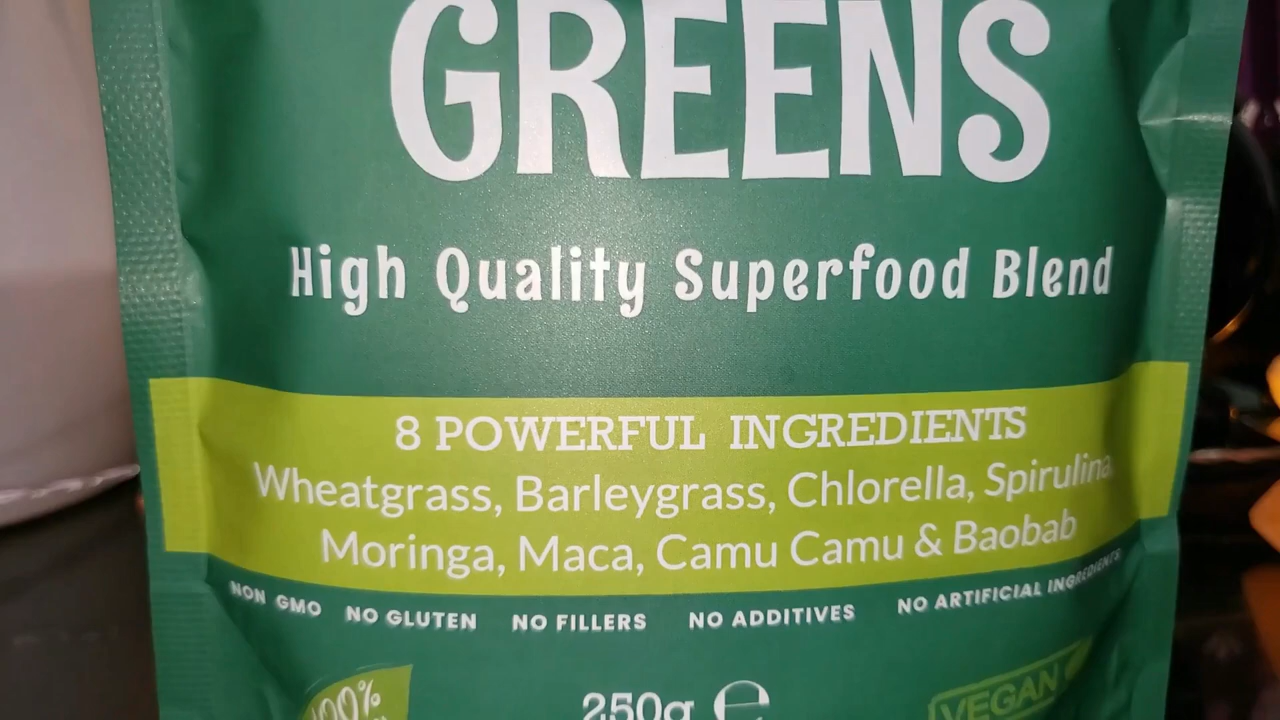 GREENS
High Quality Superfood Blend
8 POWERFUL INGREDIENTS
Wheatgrass, Barleygrass, Chlorella, Spirulina,
Moringa, Maca, Camu Camu & Baobab
NON GMO NO GLUTEN NO FILLERS NO ADDITIVES NO ARTIFICIAL INGREDIENTS
100%
250g ℮
VEGAN